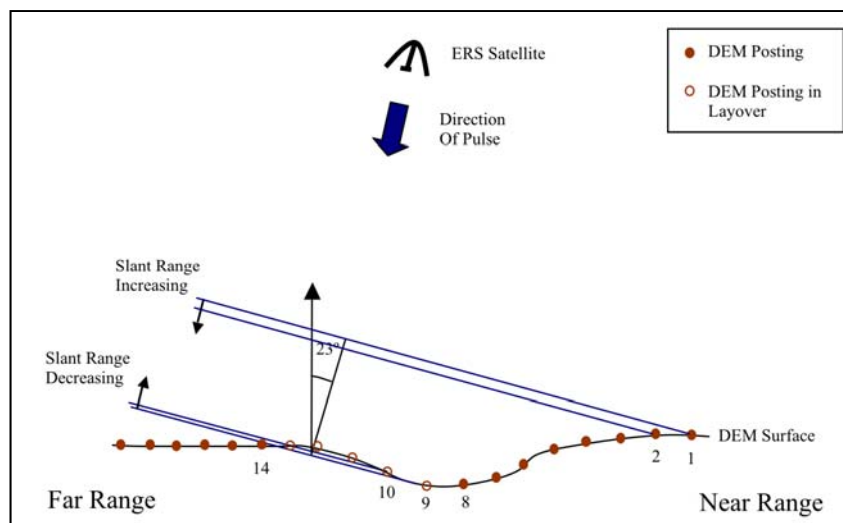 ERS Satellite
DEM Posting
DEM Posting in
Layover
Direction
Of Pulse
Slant Range
Increasing
23°
Slant Range
Decreasing
DEM Surface
14
10
9
8
2
1
Far Range
Near Range